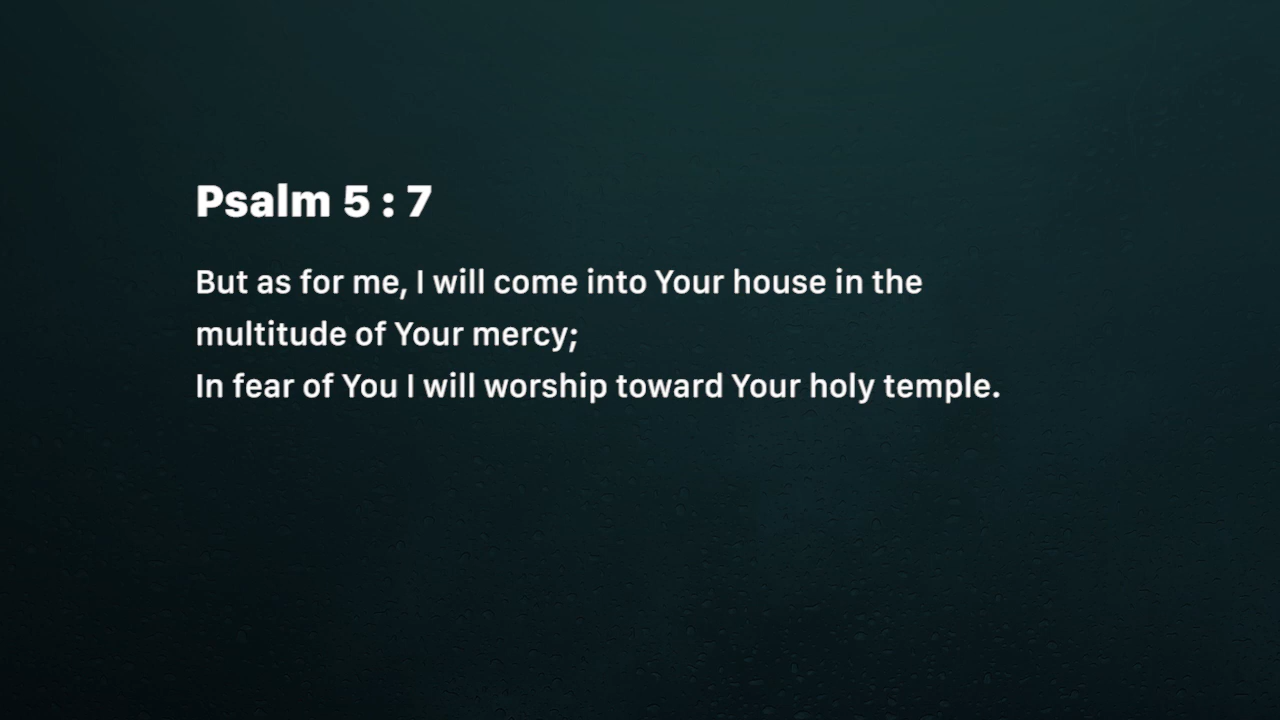 Psalm 5 : 7
But as for me, I will come into Your house in the
multitude of Your mercy;
In fear of You I will worship toward Your holy temple.